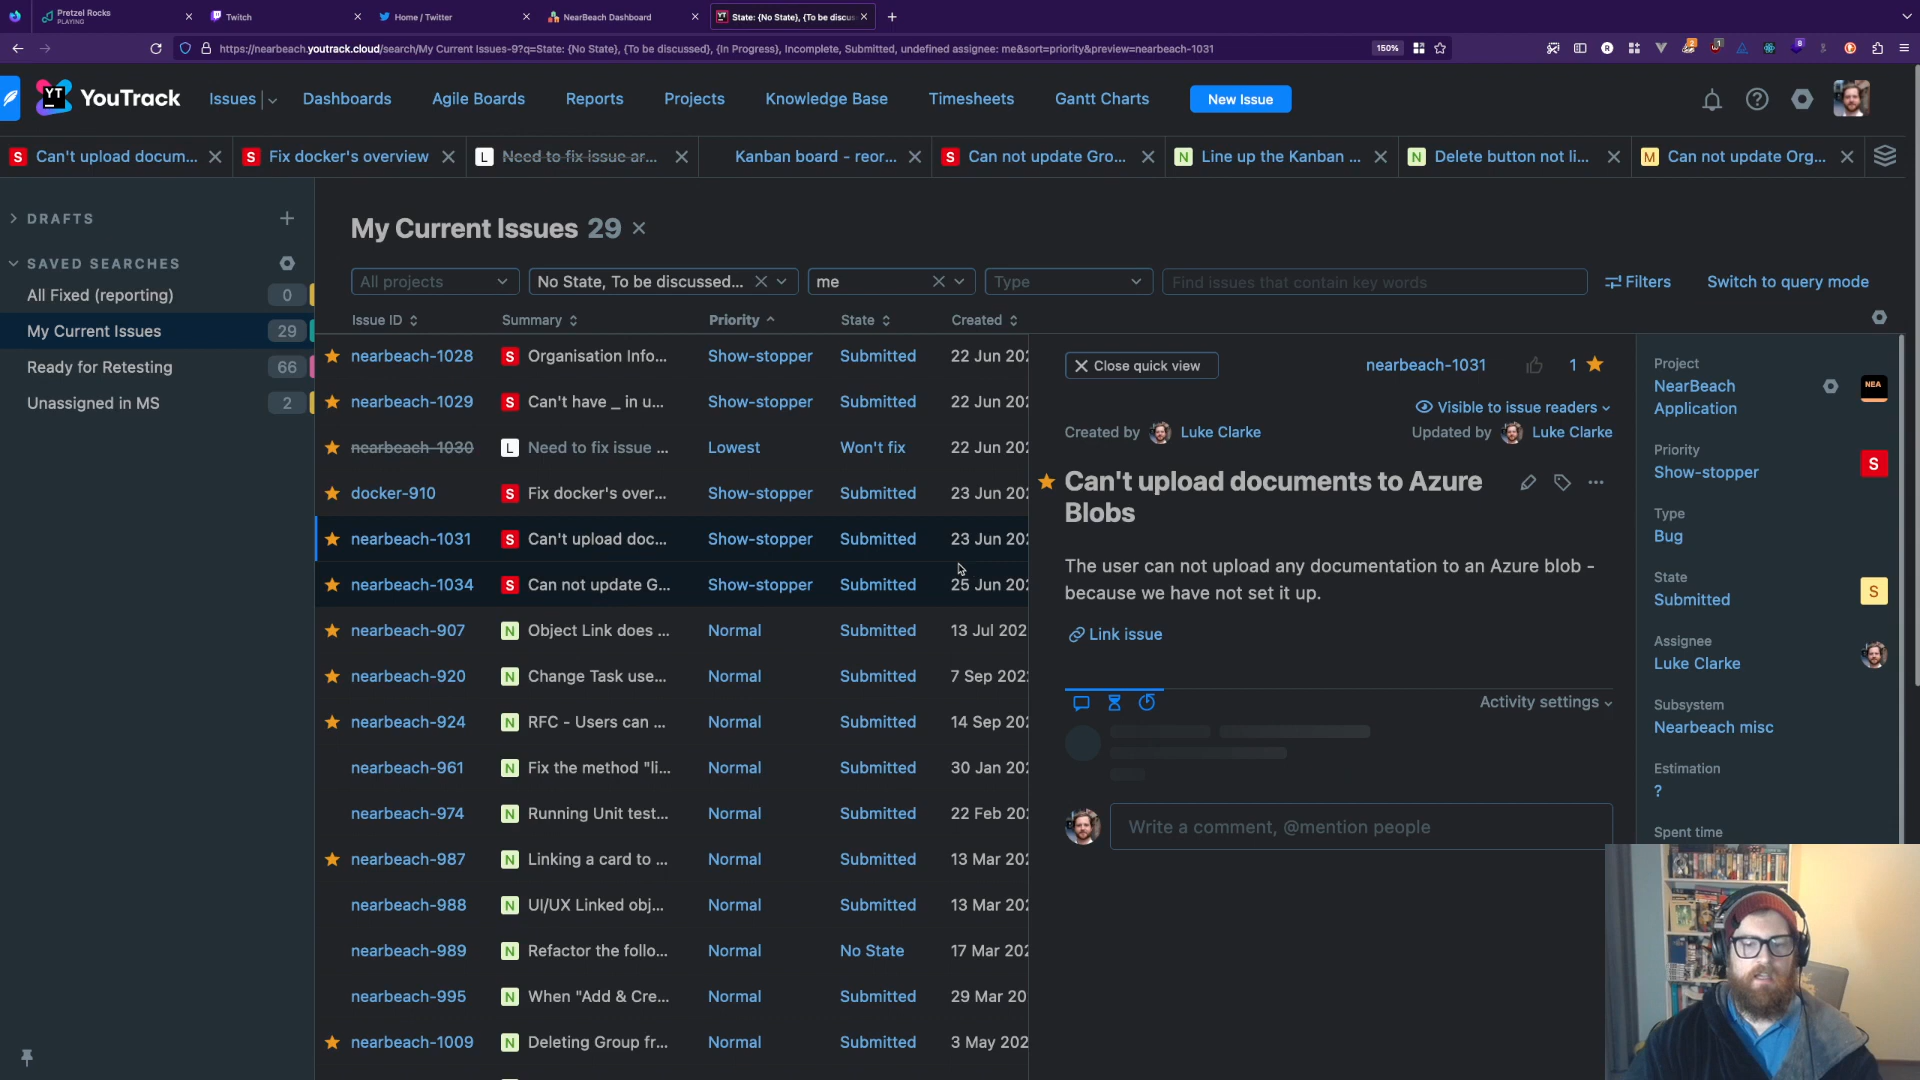 Pretzel Rocks
PLAYING
Twitch
Home / Twitter
NearBeach Dashboard
State: {No State}, {To be discus
https://nearbeach.youtrack.cloud/search/My Current Issues-9?q=State: {No State}, {To be discussed}, {In Progress}, Incomplete, Submitted, undefined assignee: me&sort=priority&preview=nearbeach-1031
150%
YT
YouTrack
Issues
Dashboards
Agile Boards
Reports
Projects
Knowledge Base
Timesheets
Gantt Charts
New Issue
S Can't upload docum...
S Fix docker's overview
L Need to fix issue ar...
Kanban board - reor...
S Can not update Gro...
N Line up the Kanban ...
N Delete button not li...
M Can not update Org...
DRAFTS
SAVED SEARCHES
All Fixed (reporting) 0
My Current Issues 29
Ready for Retesting 66
Unassigned in MS 2
My Current Issues 29
All projects
No State, To be discussed...
me
Type
Find issues that contain key words
Filters
Switch to query mode
Issue ID Summary Priority State Created
nearbeach-1028 S Organisation Info... Show-stopper Submitted 22 Jun 202
nearbeach-1029 S Can't have _ in u... Show-stopper Submitted 22 Jun 202
nearbeach-1030 L Need to fix issue ... Lowest Won't fix 22 Jun 202
docker-910 S Fix docker's over... Show-stopper Submitted 23 Jun 202
nearbeach-1031 S Can't upload doc... Show-stopper Submitted 23 Jun 202
nearbeach-1034 S Can not update G... Show-stopper Submitted 25 Jun 202
nearbeach-907 N Object Link does ... Normal Submitted 13 Jul 202
nearbeach-920 N Change Task use... Normal Submitted 7 Sep 202
nearbeach-924 N RFC - Users can ... Normal Submitted 14 Sep 202
nearbeach-961 N Fix the method "li... Normal Submitted 30 Jan 202
nearbeach-974 N Running Unit test... Normal Submitted 22 Feb 202
nearbeach-987 N Linking a card to ... Normal Submitted 13 Mar 202
nearbeach-988 N UI/UX Linked obj... Normal Submitted 13 Mar 202
nearbeach-989 N Refactor the follo... Normal No State 17 Mar 202
nearbeach-995 N When "Add & Cre... Normal Submitted 29 Mar 20
nearbeach-1009 N Deleting Group fr... Normal Submitted 3 May 202
Close quick view
nearbeach-1031
1
Visible to issue readers
Created by Luke Clarke
Updated by Luke Clarke
Can't upload documents to Azure
Blobs
The user can not upload any documentation to an Azure blob -
because we have not set it up.
Link issue
Activity settings
Write a comment, @mention people
Project
NearBeach
Application
NEA
Priority
Show-stopper
S
Type
Bug
State
Submitted
S
Assignee
Luke Clarke
Subsystem
Nearbeach misc
Estimation
?
Spent time